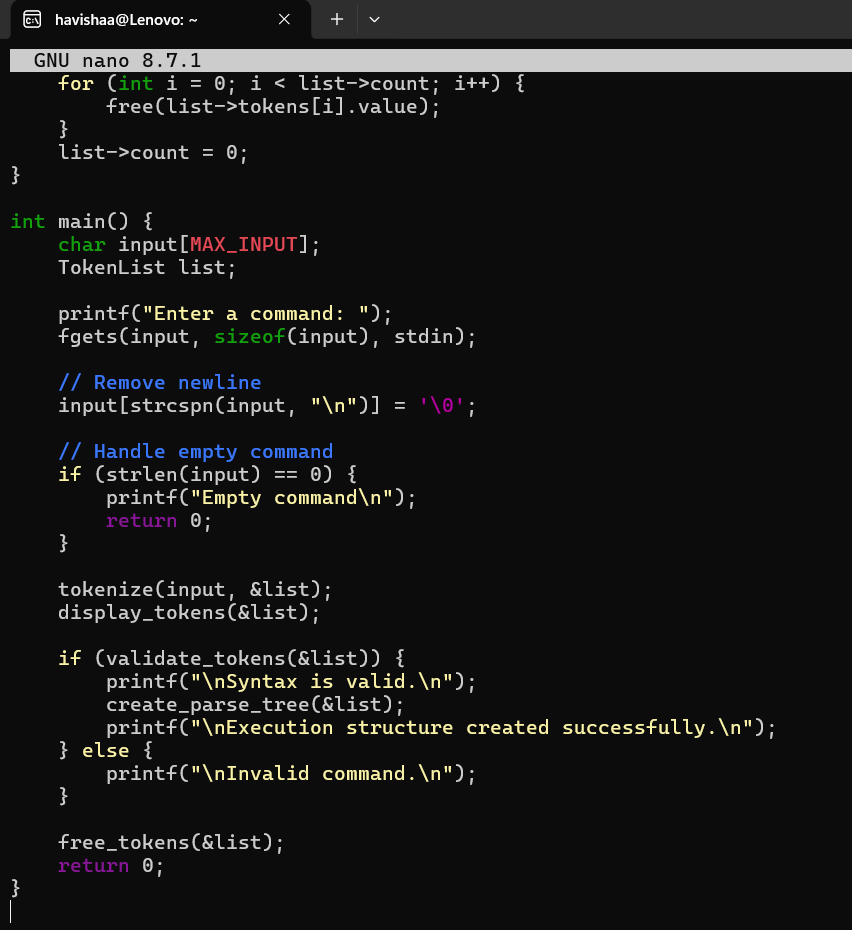 havishaa@Lenovo: ~
GNU nano 8.7.1
    for (int i = 0; i < list->count; i++) {
        free(list->tokens[i].value);
    }
    list->count = 0;
}

int main() {
    char input[MAX_INPUT];
    TokenList list;

    printf("Enter a command: ");
    fgets(input, sizeof(input), stdin);

    // Remove newline
    input[strcspn(input, "\n")] = '\0';

    // Handle empty command
    if (strlen(input) == 0) {
        printf("Empty command\n");
        return 0;
    }

    tokenize(input, &list);
    display_tokens(&list);

    if (validate_tokens(&list)) {
        printf("\nSyntax is valid.\n");
        create_parse_tree(&list);
        printf("\nExecution structure created successfully.\n");
    } else {
        printf("\nInvalid command.\n");
    }

    free_tokens(&list);
    return 0;
}